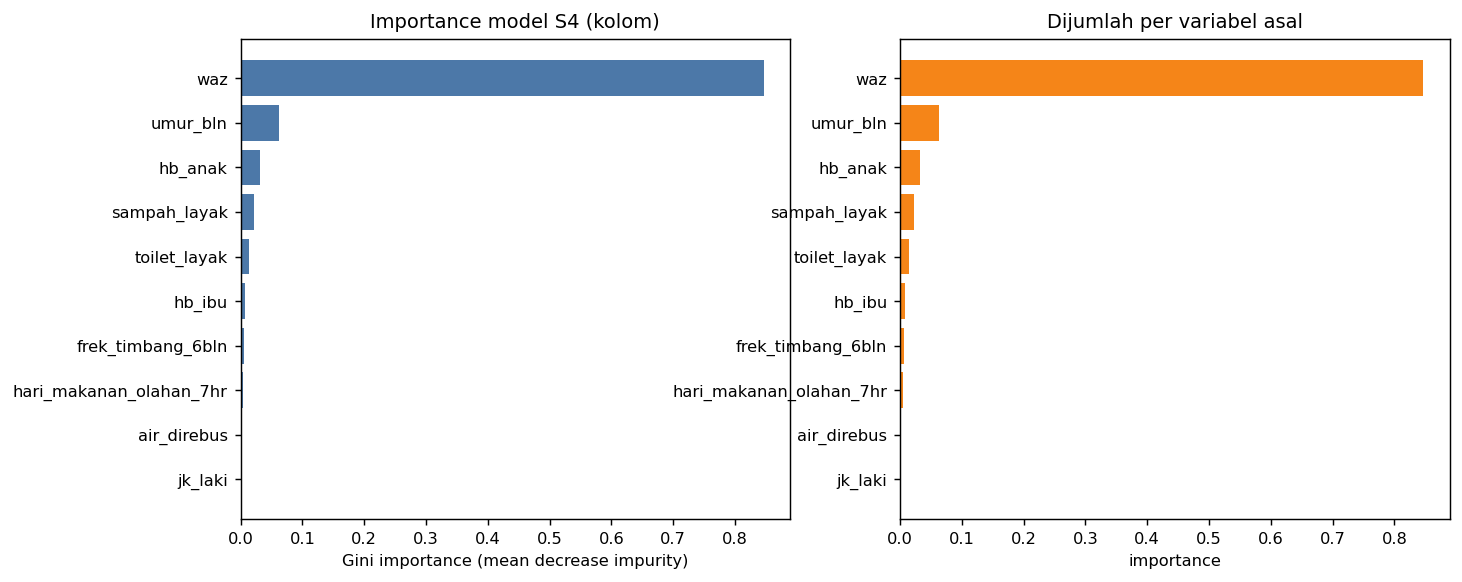 Importance model S4 (kolom)
waz
umur_bln
hb_anak
sampah_layak
toilet_layak
hb_ibu
frek_timbang_6bln
hari_makanan_olahan_7hr
air_direbus
jk_laki
0.0 0.1 0.2 0.3 0.4 0.5 0.6 0.7 0.8
Gini importance (mean decrease impurity)
Dijumlah per variabel asal
waz
umur_bln
hb_anak
sampah_layak
toilet_layak
hb_ibu
frek_timbang_6bln
hari_makanan_olahan_7hr
air_direbus
jk_laki
0.0 0.1 0.2 0.3 0.4 0.5 0.6 0.7 0.8
importance